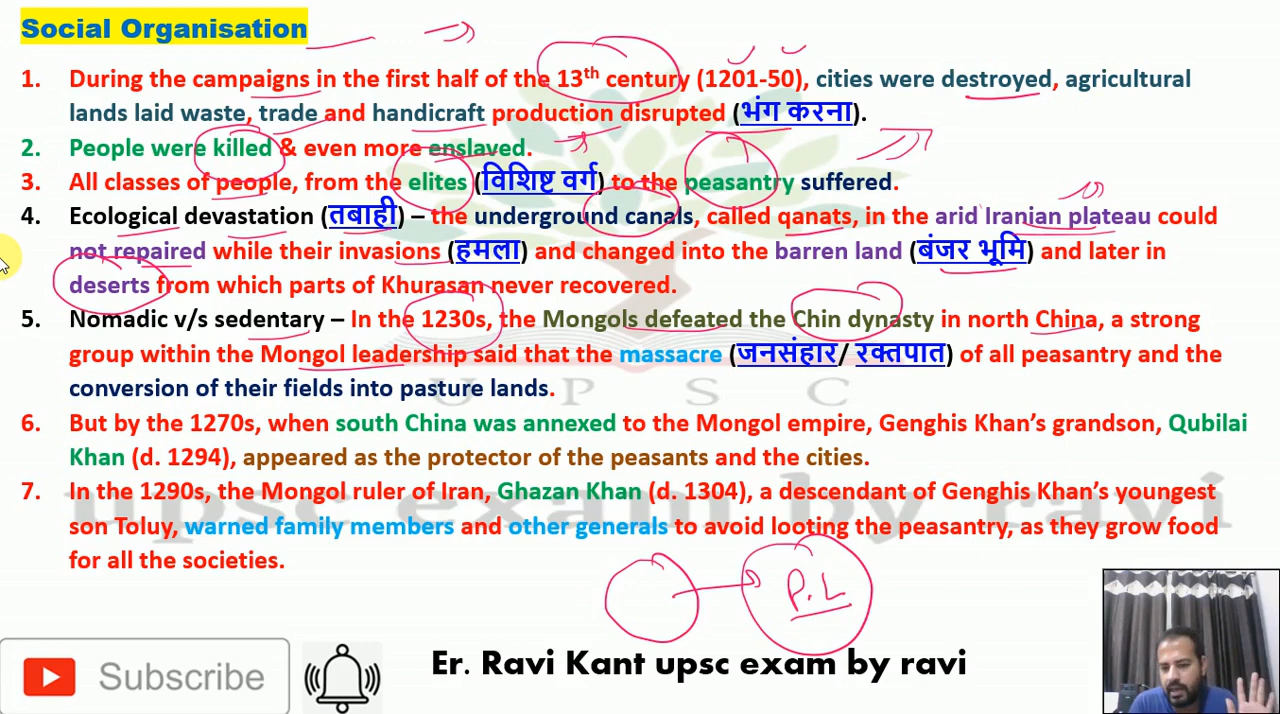 Social Organisation
1. During the campaigns in the first half of the 13th century (1201-50), cities were destroyed, agricultural
lands laid waste, trade and handicraft production disrupted (भंग करना).
2. People were killed & even more enslaved.
3. All classes of people, from the elites (विशिष्ट वर्ग) to the peasantry suffered.
4. Ecological devastation (तबाही) – the underground canals, called qanats, in the arid Iranian plateau could
not repaired while their invasions (हमला) and changed into the barren land (बंजर भूमि) and later in
deserts from which parts of Khurasan never recovered.
5. Nomadic v/s sedentary – In the 1230s, the Mongols defeated the Chin dynasty in north China, a strong
group within the Mongol leadership said that the massacre (जनसंहार/ रक्तपात) of all peasantry and the
conversion of their fields into pasture lands.
UPSC
6. But by the 1270s, when south China was annexed to the Mongol empire, Genghis Khan’s grandson, Qubilai
Khan (d. 1294), appeared as the protector of the peasants and the cities.
7. In the 1290s, the Mongol ruler of Iran, Ghazan Khan (d. 1304), a descendant of Genghis Khan’s youngest
upsc exam by ravi
son Toluy, warned family members and other generals to avoid looting the peasantry, as they grow food
for all the societies.
P.L
Subscribe
Er. Ravi Kant upsc exam by ravi